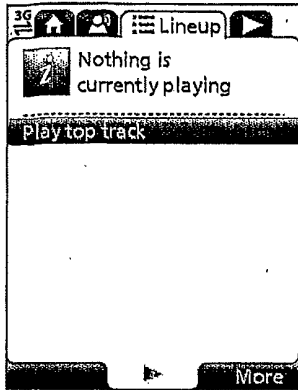 3G
Lineup
Nothing is
currently playing
Play top track
More